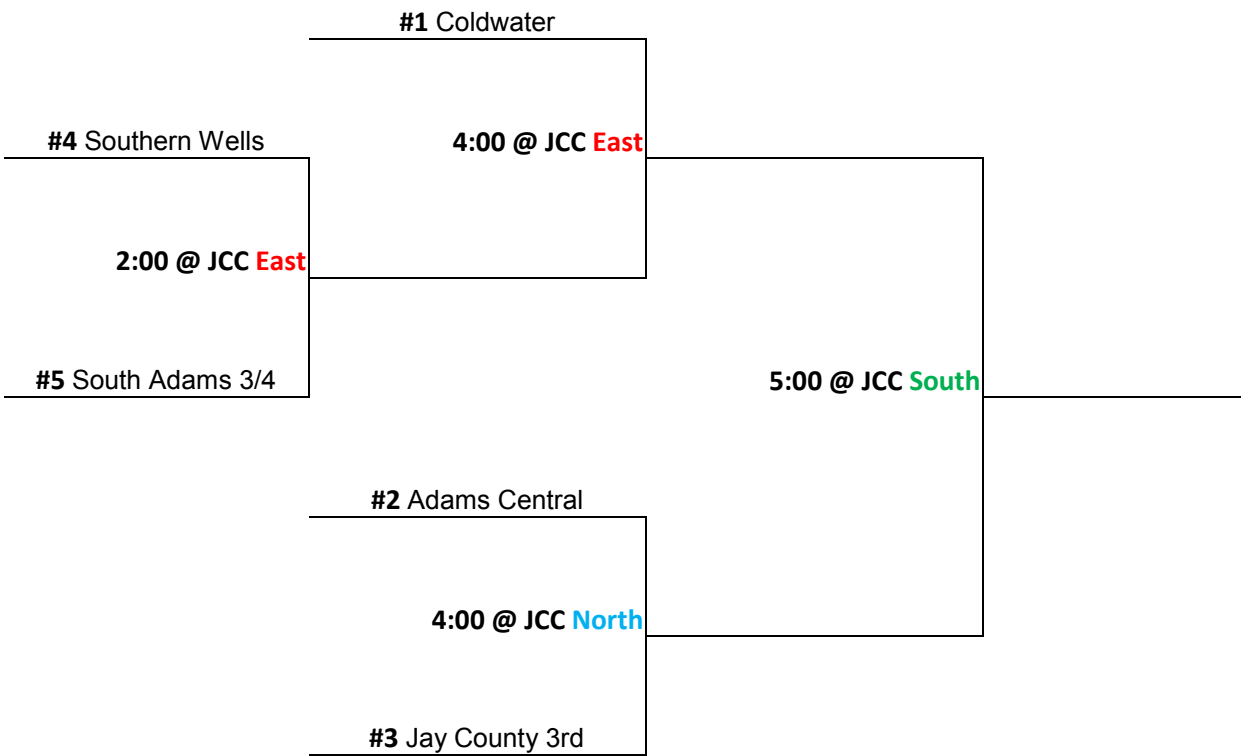 #1 Coldwater
#4 Southern Wells
4:00 @ JCC East
2:00 @ JCC East
#5 South Adams 3/4
5:00 @ JCC South
#2 Adams Central
4:00 @ JCC North
#3 Jay County 3rd